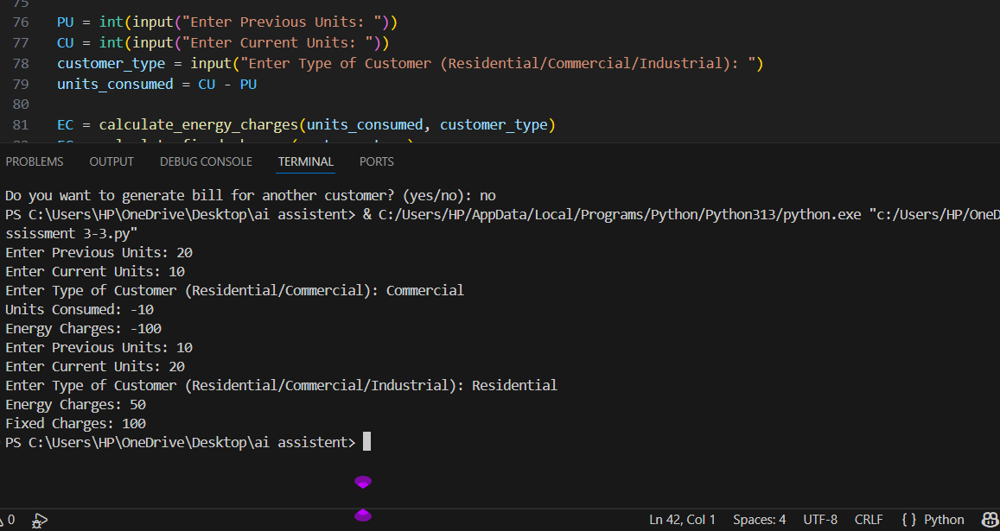 75
76 PU = int(input("Enter Previous Units: "))
77 CU = int(input("Enter Current Units: "))
78 customer_type = input("Enter Type of Customer (Residential/Commercial/Industrial): ")
79 units_consumed = CU - PU
80
81 EC = calculate_energy_charges(units_consumed, customer_type)
PROBLEMS OUTPUT DEBUG CONSOLE TERMINAL PORTS
Do you want to generate bill for another customer? (yes/no): no
PS C:\Users\HP\OneDrive\Desktop\ai assistent> & C:/Users/HP/AppData/Local/Programs/Python/Python313/python.exe "c:/Users/HP/OneD
ssissment 3-3.py"
Enter Previous Units: 20
Enter Current Units: 10
Enter Type of Customer (Residential/Commercial): Commercial
Units Consumed: -10
Energy Charges: -100
Enter Previous Units: 10
Enter Current Units: 20
Enter Type of Customer (Residential/Commercial/Industrial): Residential
Energy Charges: 50
Fixed Charges: 100
PS C:\Users\HP\OneDrive\Desktop\ai assistent>
0 Ln 42, Col 1 Spaces: 4 UTF-8 CRLF {} Python